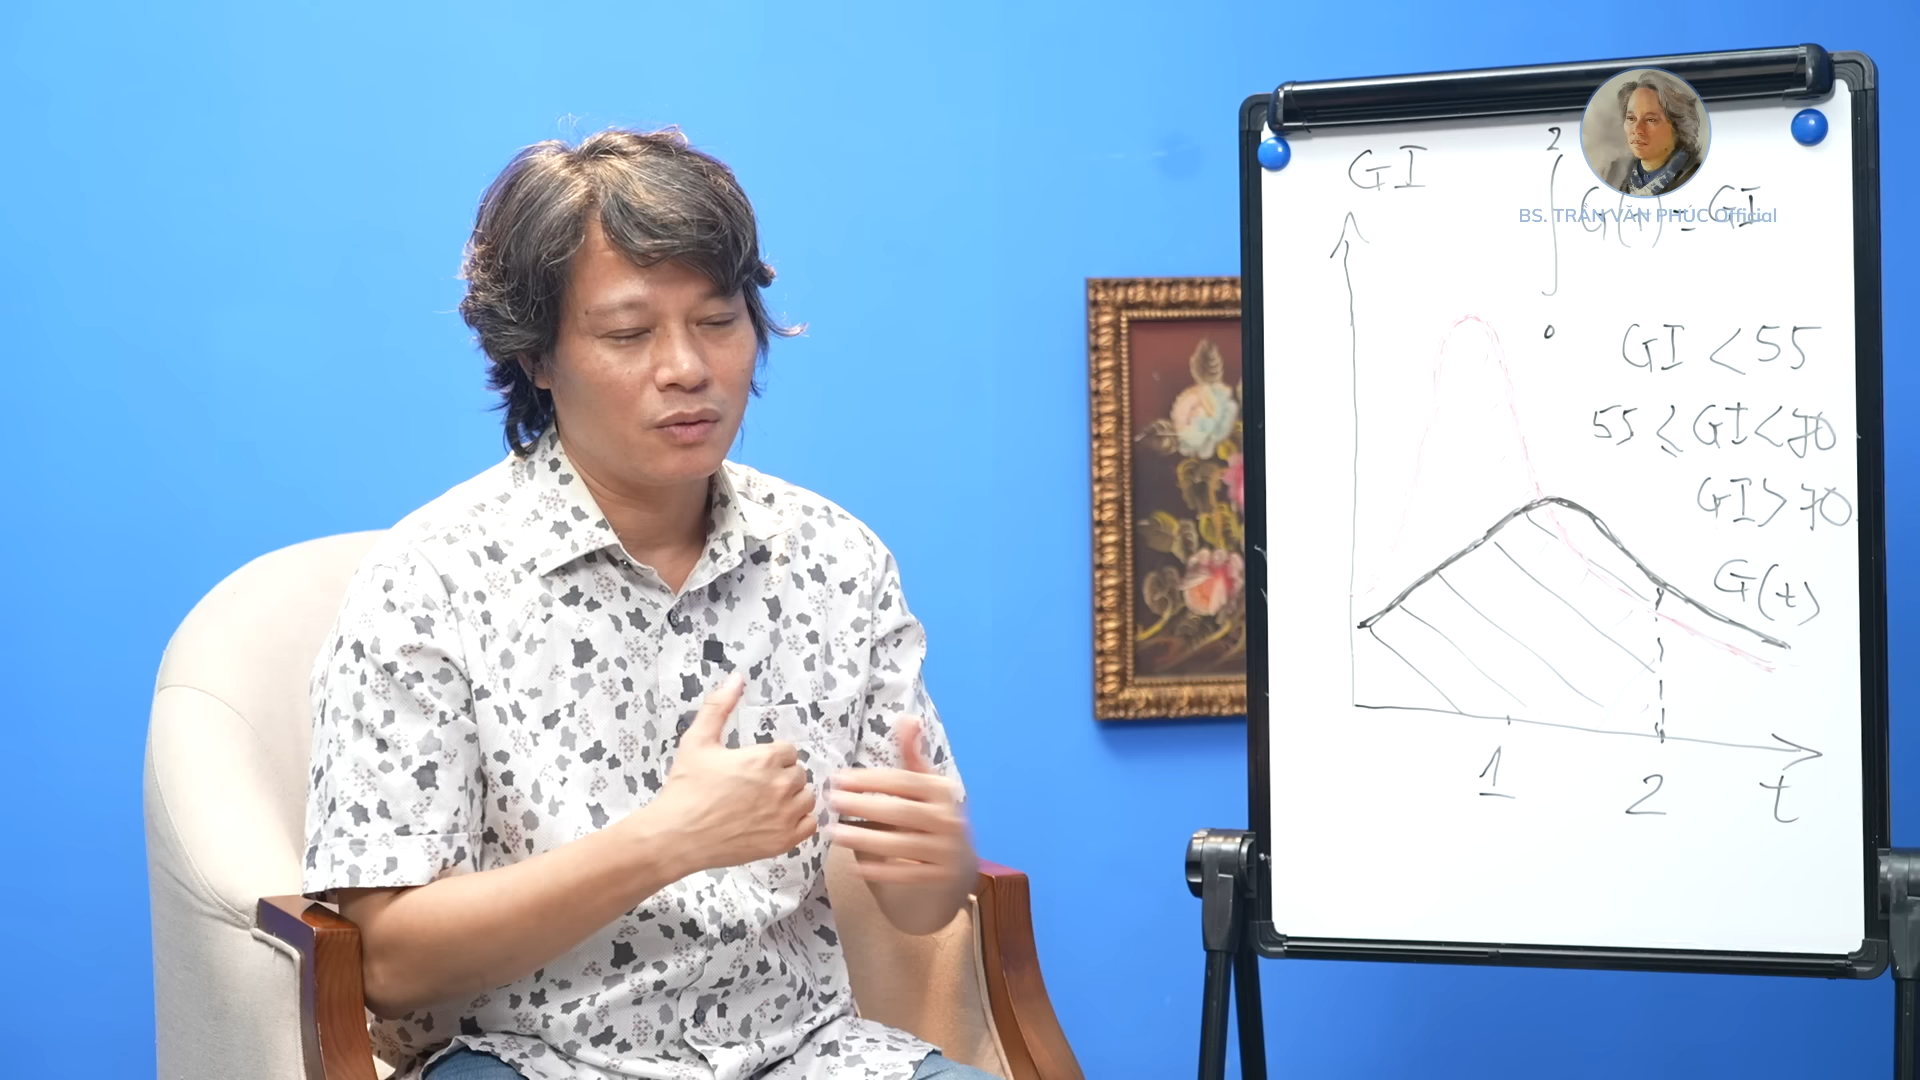 GI
2
∫ G(t) = GI
0
BS. TRẦN VĂN PHÚC Official
GI < 55
55 ≤ GI < 70
GI > 70
G(t)
1
2
t